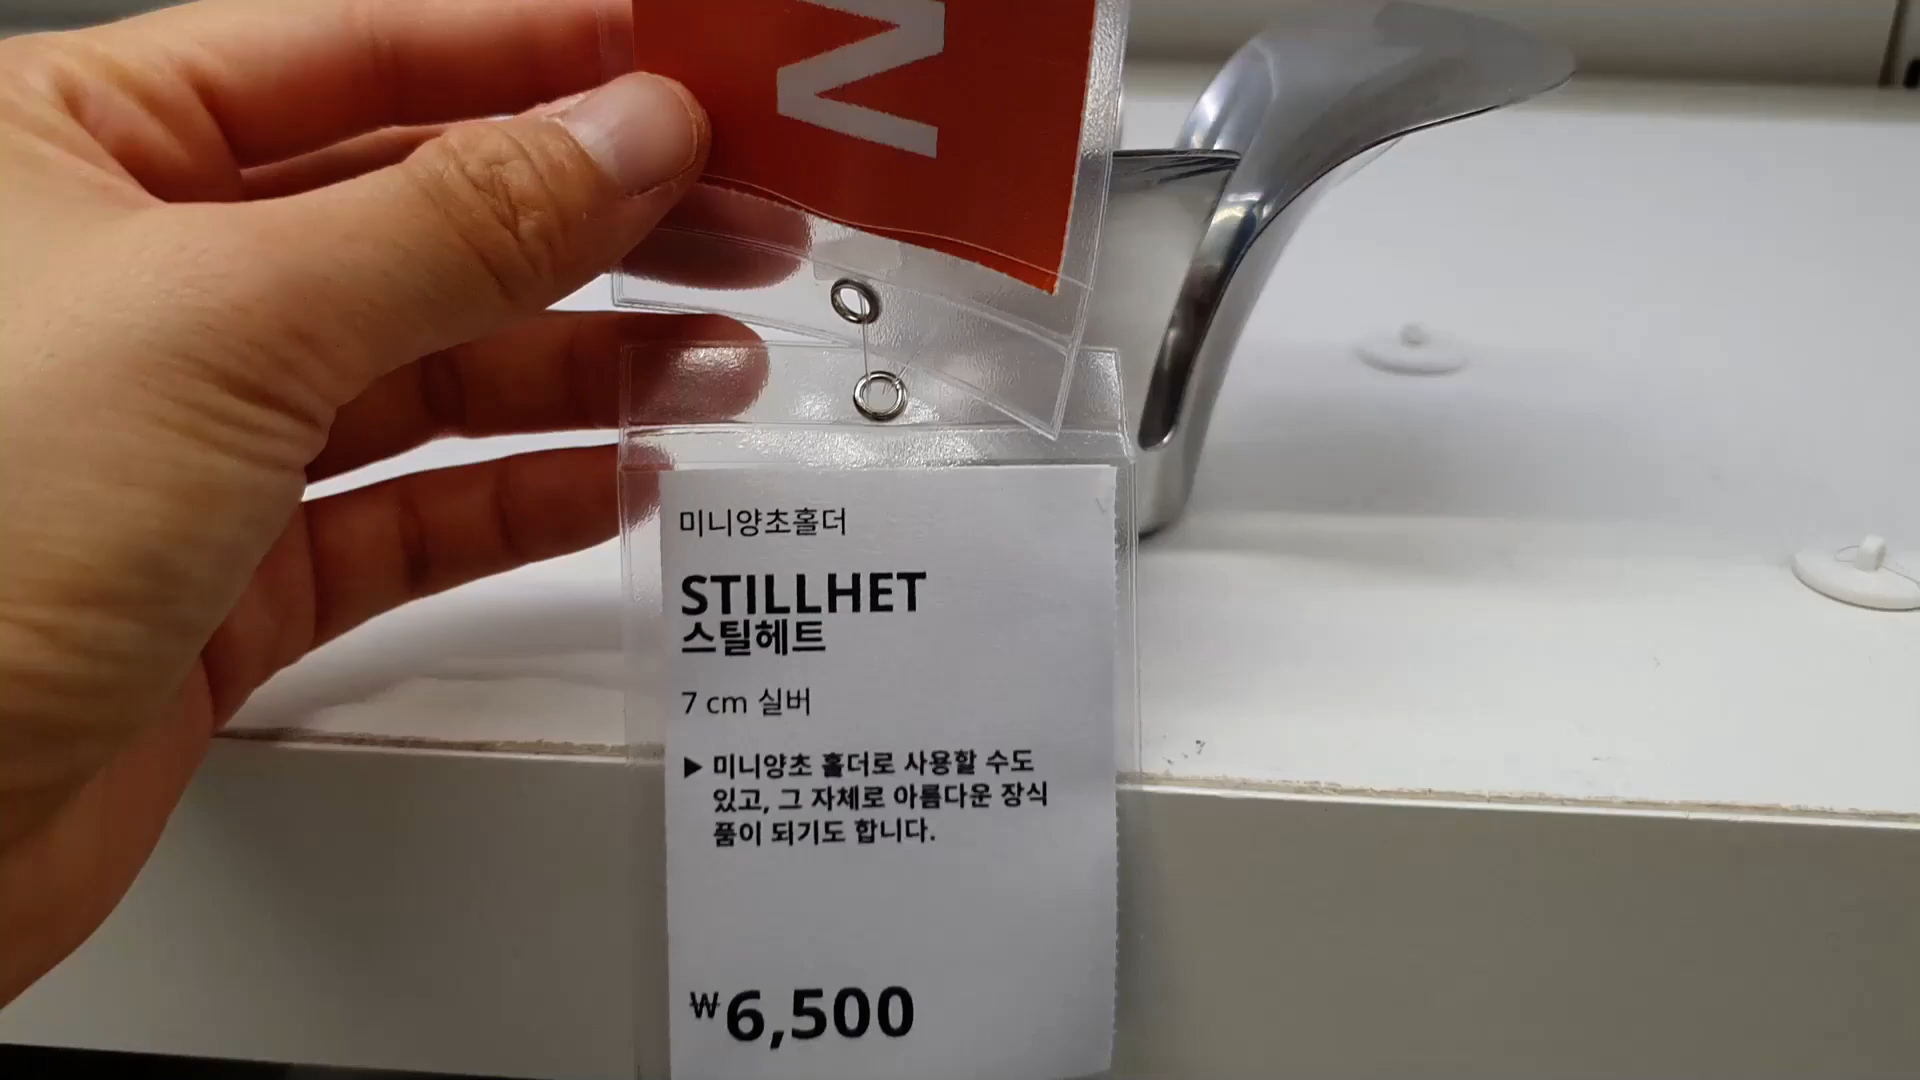 미니양초홀더
STILLHET
스틸헤트
7 cm 실버
▶ 미니양초 홀더로 사용할 수도
있고, 그 자체로 아름다운 장식
품이 되기도 합니다.
₩6,500